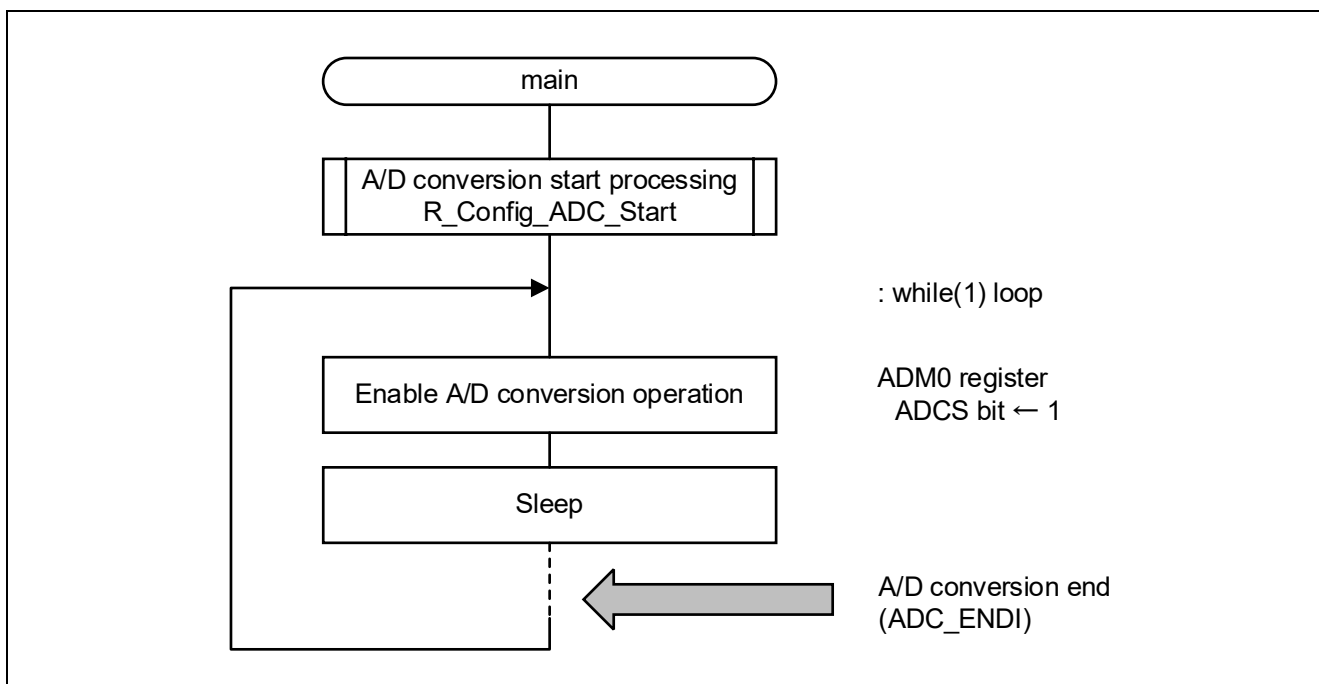 main
A/D conversion start processing
R_Config_ADC_Start
: while(1) loop
Enable A/D conversion operation
ADM0 register
ADCS bit ← 1
Sleep
A/D conversion end
(ADC_ENDI)